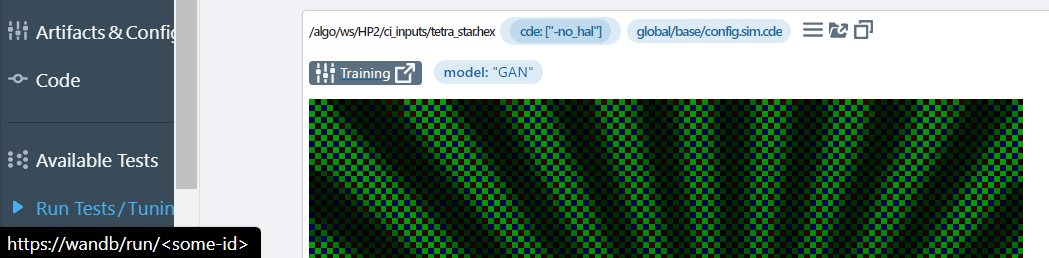 Artifacts & Config
Code
Available Tests
Run Tests / Tunin
https://wandb/run/<some-id>
/algo/ws/HP2/ci_inputs/tetra_star.hex cde: ["-no_hal"] global/base/config.sim.cde
Training model: "GAN"